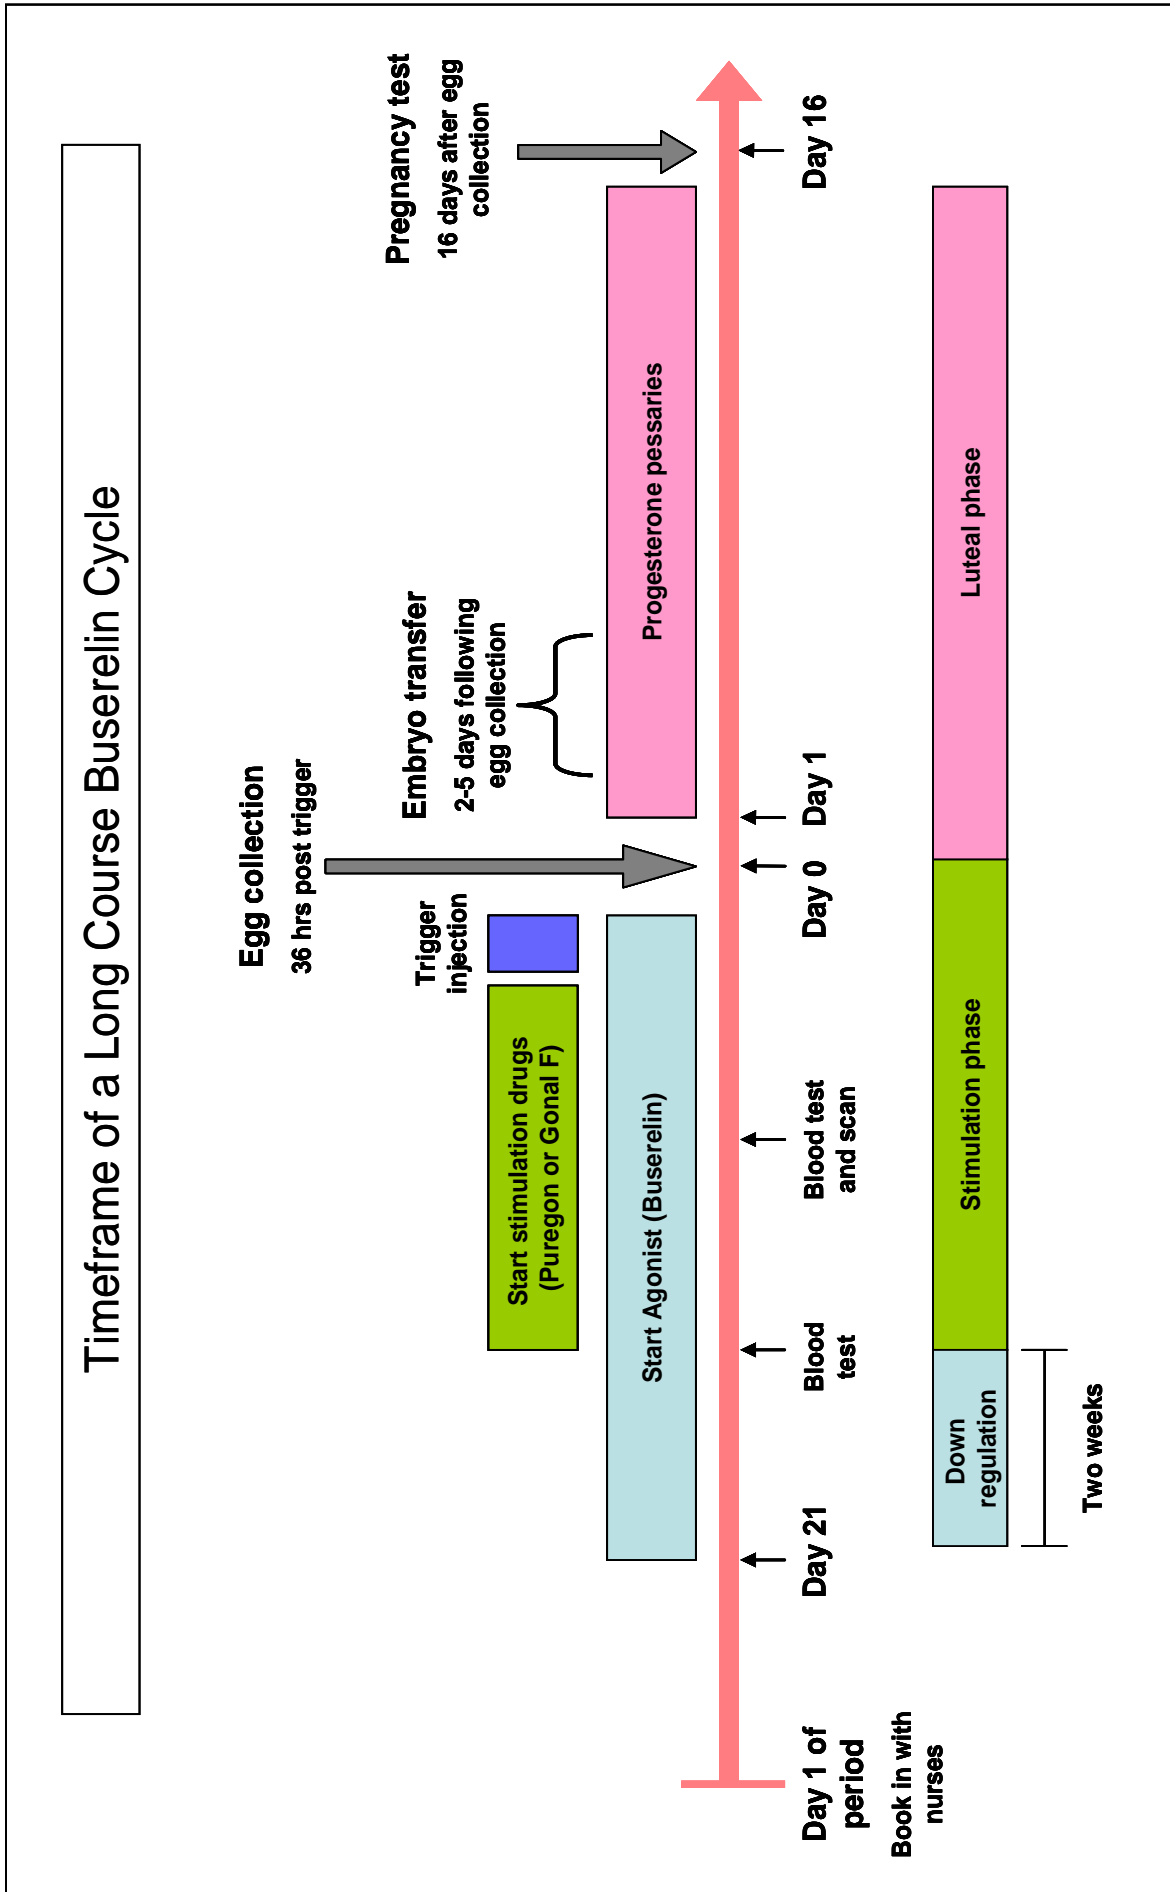 Timeframe of a Long Course Buserelin Cycle
Egg collection
36 hrs post trigger
Pregnancy test
16 days after egg
collection
Embryo transfer
2-5 days following
egg collection
Trigger
injection
Start stimulation drugs
(Puregon or Gonal F)
Start Agonist (Buserelin)
Progesterone pessaries
Day 1 of
period
Book in with
nurses
Day 21
Blood
test
Blood test
and scan
Day 0
Day 1
Day 16
Down
regulation
Stimulation phase
Luteal phase
Two weeks